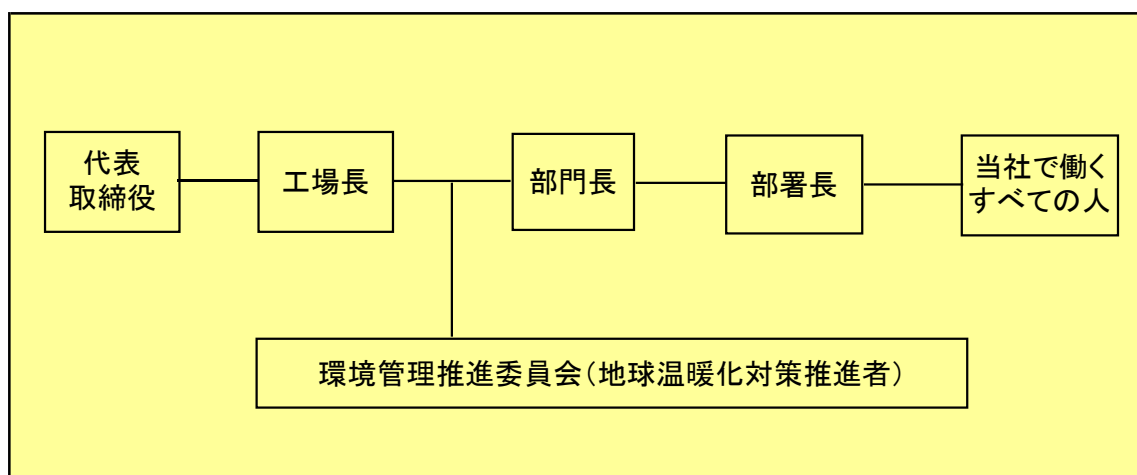 代表
取締役
工場長
部門長
部署長
当社で働く
すべての人
環境管理推進委員会（地球温暖化対策推進者）